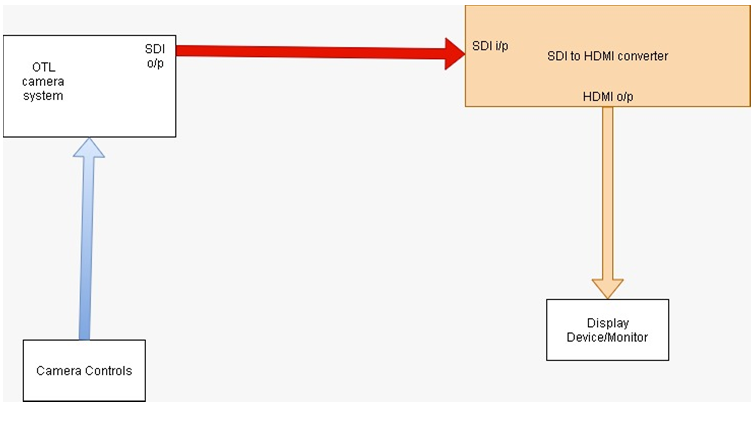 OTL
camera
system
SDI
o/p
SDI i/p
SDI to HDMI converter
HDMI o/p
Display
Device/Monitor
Camera Controls